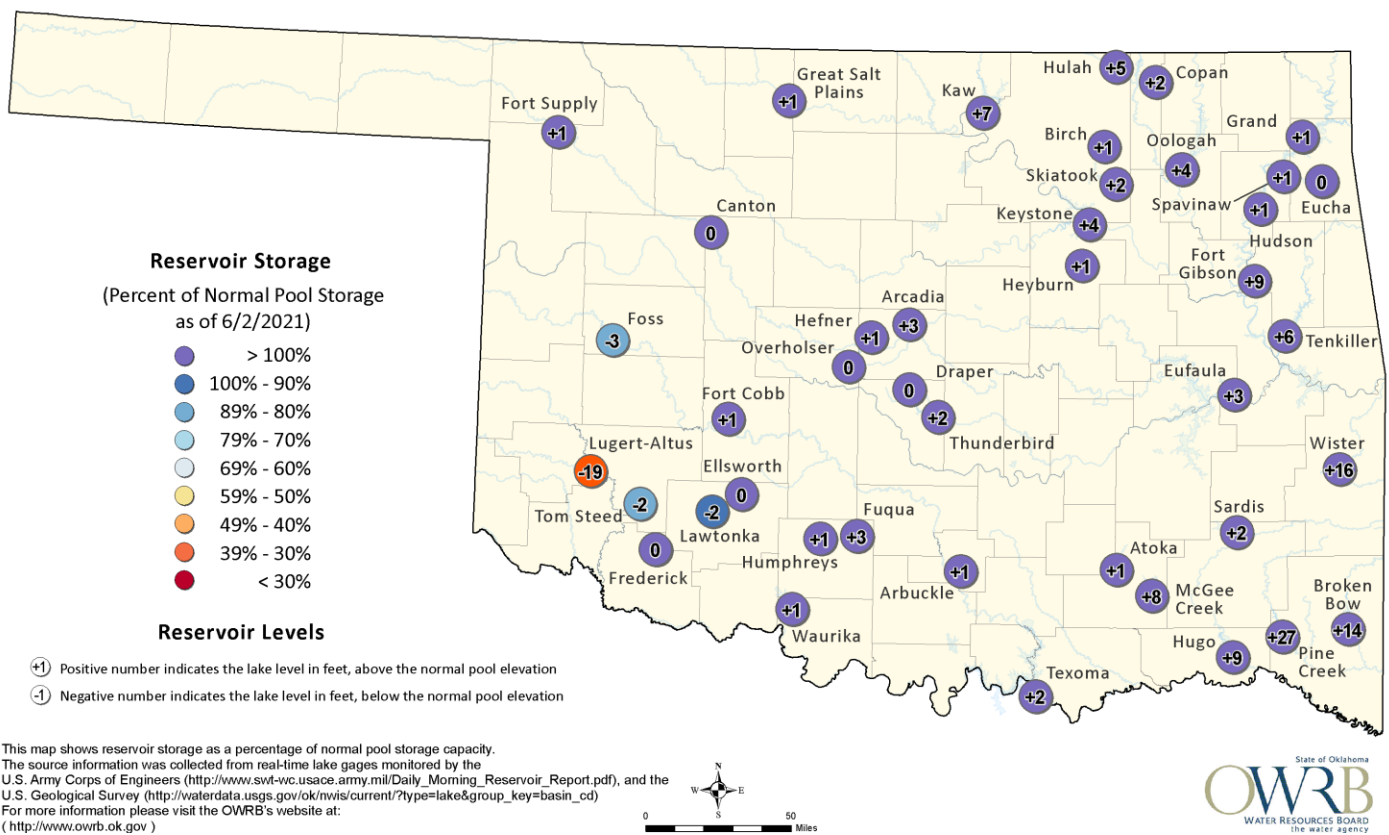 Hulah
+5
+2
Copan
Great Salt
Plains
+1
Kaw
+7
Fort Supply
+1
Grand
+1
Birch
+1
Oologah
+4
Skiatook
+2
Spavinaw
+1
0
Eucha
+1
Hudson
Canton
0
Keystone
+4
Heyburn
+1
Fort
Gibson
+9
Arcadia
+3
Hefner
+1
Overholser
0
Foss
-3
+6
Tenkiller
Draper
0
+2
Thunderbird
Eufaula
+3
Fort Cobb
+1
Lugert-Altus
-19
Ellsworth
0
Wister
+16
Tom Steed
-2
-2
Lawtonka
Fuqua
+3
Humphreys
+1
Sardis
+2
0
Frederick
Arbuckle
+1
Atoka
+1
+8
McGee
Creek
Broken
Bow
+14
+1
Waurika
Hugo
+9
+27
Pine
Creek
Texoma
+2
Reservoir Storage
(Percent of Normal Pool Storage
as of 6/2/2021)
> 100%
100% - 90%
89% - 80%
79% - 70%
69% - 60%
59% - 50%
49% - 40%
39% - 30%
< 30%
Reservoir Levels
+1 Positive number indicates the lake level in feet, above the normal pool elevation
-1 Negative number indicates the lake level in feet, below the normal pool elevation
This map shows reservoir storage as a percentage of normal pool storage capacity.
The source information was collected from real-time lake gages monitored by the
U.S. Army Corps of Engineers (http://www.swt-wc.usace.army.mil/Daily_Morning_Reservoir_Report.pdf), and the
U.S. Geological Survey (http://waterdata.usgs.gov/ok/nwis/current/?type=lake&group_key=basin_cd)
For more information please visit the OWRB's website at:
( http://www.owrb.ok.gov )
N
W E
S
0 50
Miles
State of Oklahoma
OWRB
WATER RESOURCES BOARD
the water agency